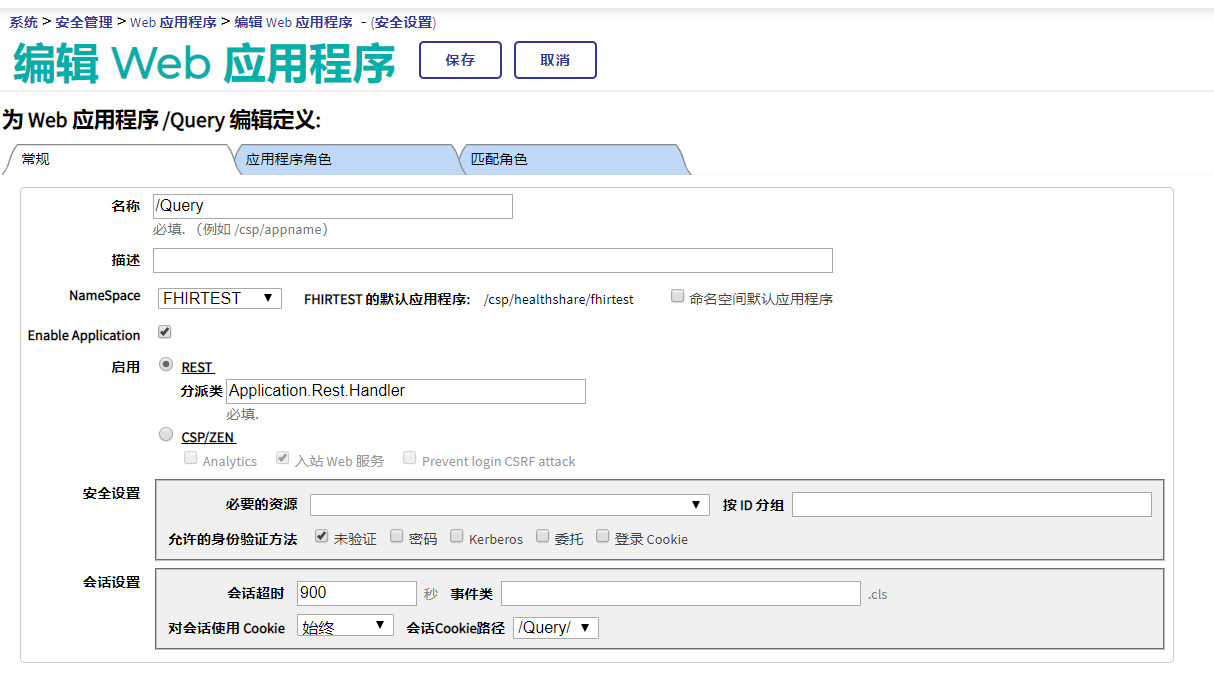 系统 > 安全管理 > Web 应用程序 > 编辑 Web 应用程序 - (安全设置)
编辑 Web 应用程序 保存 取消
为 Web 应用程序 /Query 编辑定义:
常规 应用程序角色 匹配角色
名称 /Query
必填. （例如 /csp/appname）
描述
NameSpace FHIRTEST FHIRTEST 的默认应用程序: /csp/healthshare/fhirtest 命名空间默认应用程序
Enable Application
启用 REST
分派类 Application.Rest.Handler
必填.
CSP/ZEN
Analytics 入站 Web 服务 Prevent login CSRF attack
安全设置 必要的资源 按 ID 分组
允许的身份验证方法 未验证 密码 Kerberos 委托 登录 Cookie
会话设置 会话超时 900 秒 事件类 .cls
对会话使用 Cookie 始终 会话Cookie路径 /Query/